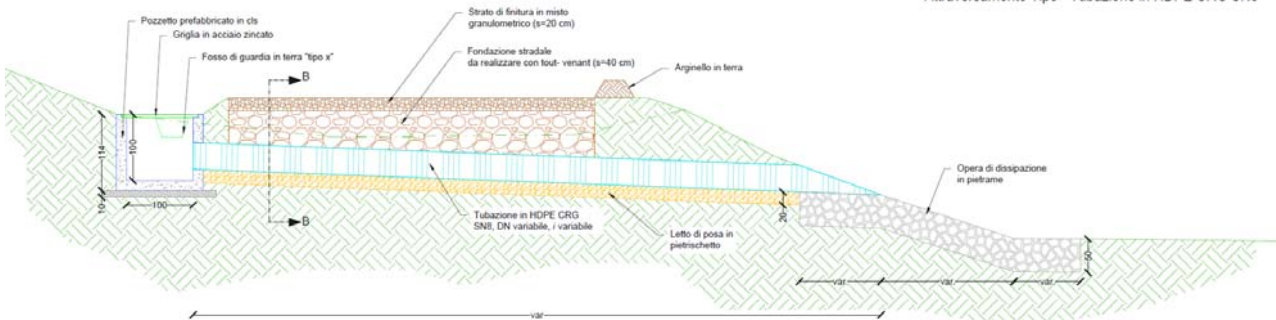 Pozzetto prefabbricato in cls
Griglia in acciaio zincato
Fosso di guardia in terra "tipo x"
Strato di finitura in misto
granulometrico (s=20 cm)
Fondazione stradale
da realizzare con tout- venant (s=40 cm)
Arginello in terra
B
B
114
100
10
100
Tubazione in HDPE CRG
SN8, DN variabile, i variabile
Letto di posa in
pietrischetto
20
Opera di dissipazione
in pietrame
50
var.
var.
var.
var